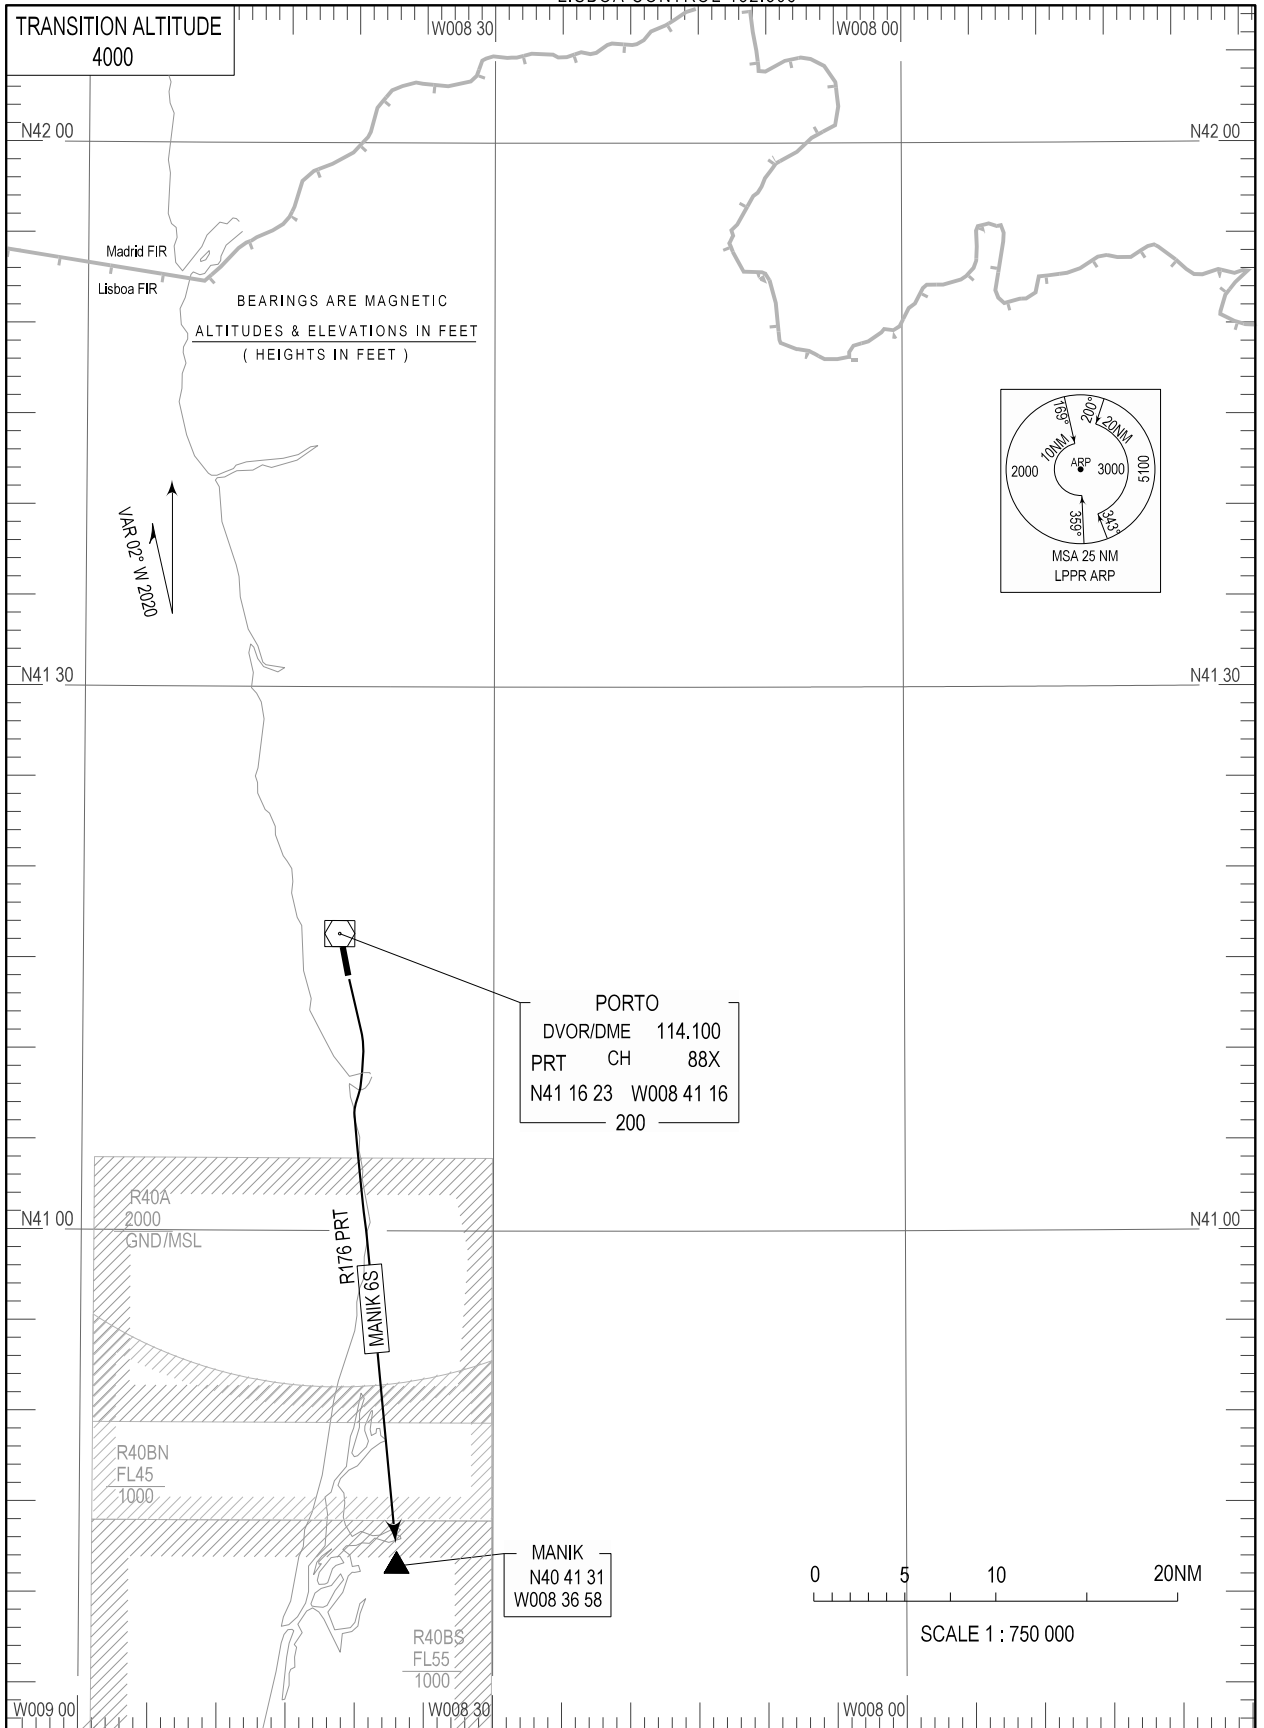 TRANSITION ALTITUDE
4000
W008 30
W008 00
N42 00
N42 00
Madrid FIR
Lisboa FIR
BEARINGS ARE MAGNETIC
ALTITUDES & ELEVATIONS IN FEET
( HEIGHTS IN FEET )
169°
200°
10NM
20NM
ARP
2000
3000
5100
359°
343°
MSA 25 NM
LPPR ARP
VAR 02° W 2020
N41 30
N41 30
PORTO
DVOR/DME 114.100
PRT CH 88X
N41 16 23 W008 41 16
200
R40A
2000
GND/MSL
N41 00
N41 00
R176 PRT
MANIK 6S
R40BN
FL45
1000
MANIK
N40 41 31
W008 36 58
0 5 10 20NM
SCALE 1 : 750 000
R40BS
FL55
1000
W009 00
W008 30
W008 00